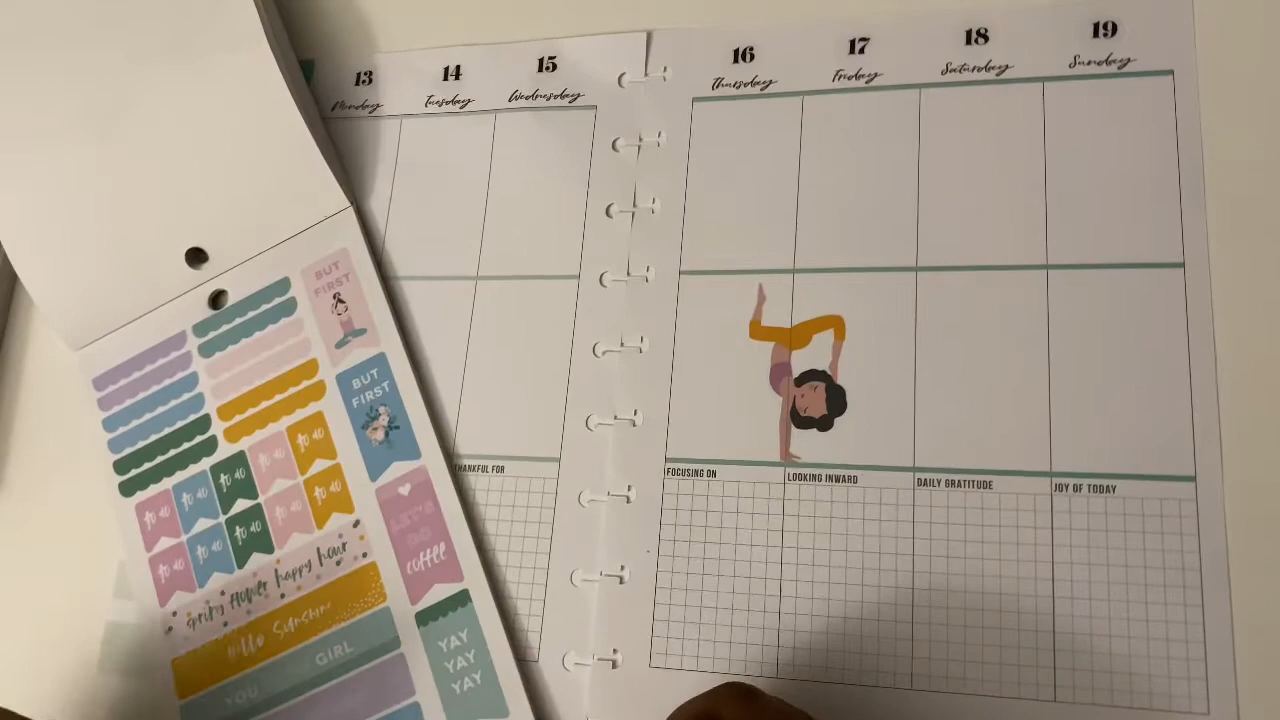 13
14
15
16
17
18
19
Monday
Tuesday
Wednesday
Thursday
Friday
Saturday
Sunday
THANKFUL FOR
FOCUSING ON
LOOKING INWARD
DAILY GRATITUDE
JOY OF TODAY
BUT
FIRST
BUT
FIRST
to do
to do
to do
to do
to do
to do
to do
to do
to do
to do
LET'S
GO
coffee
spring flower happy hour
Hello Sunshine
YOU
GIRL
YAY
YAY
YAY